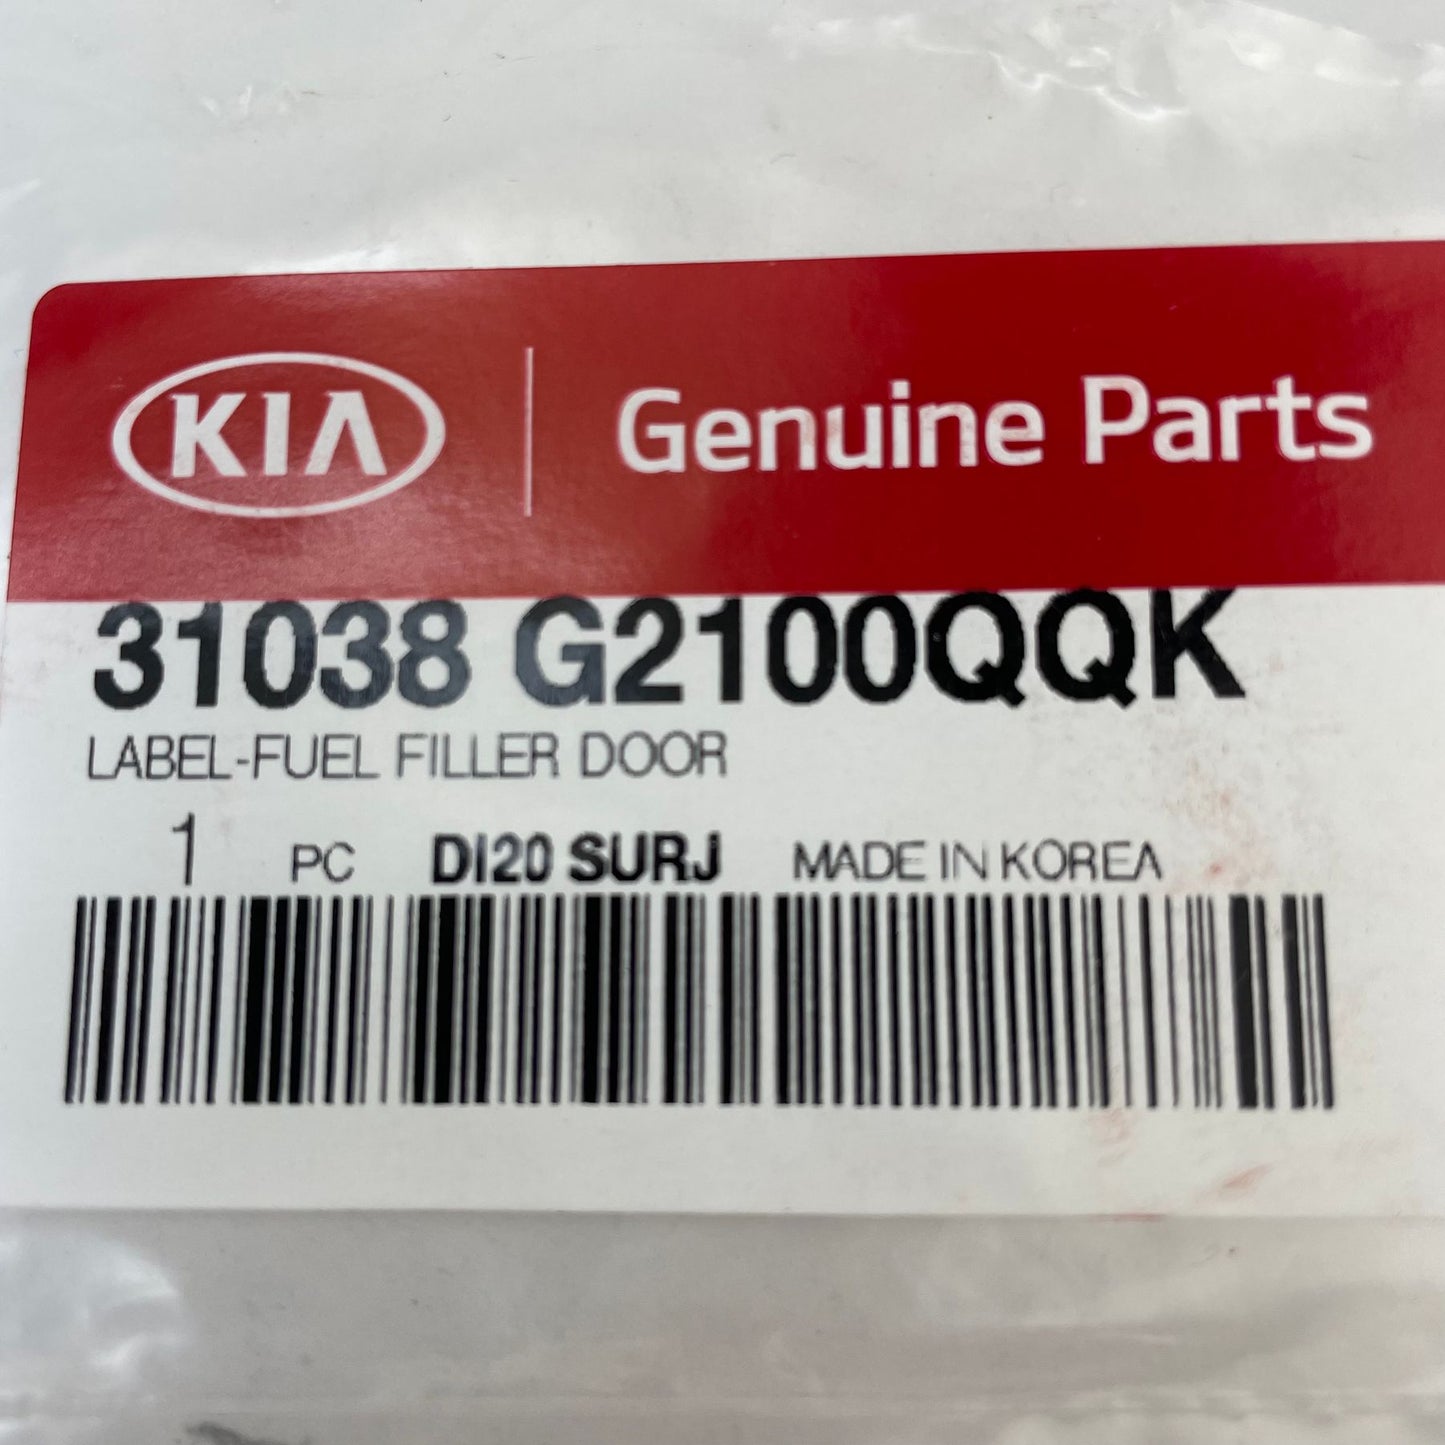 KIA Genuine Parts
31038 G2100QQK
LABEL-FUEL FILLER DOOR
1 PC DI20 SURJ MADE IN KOREA